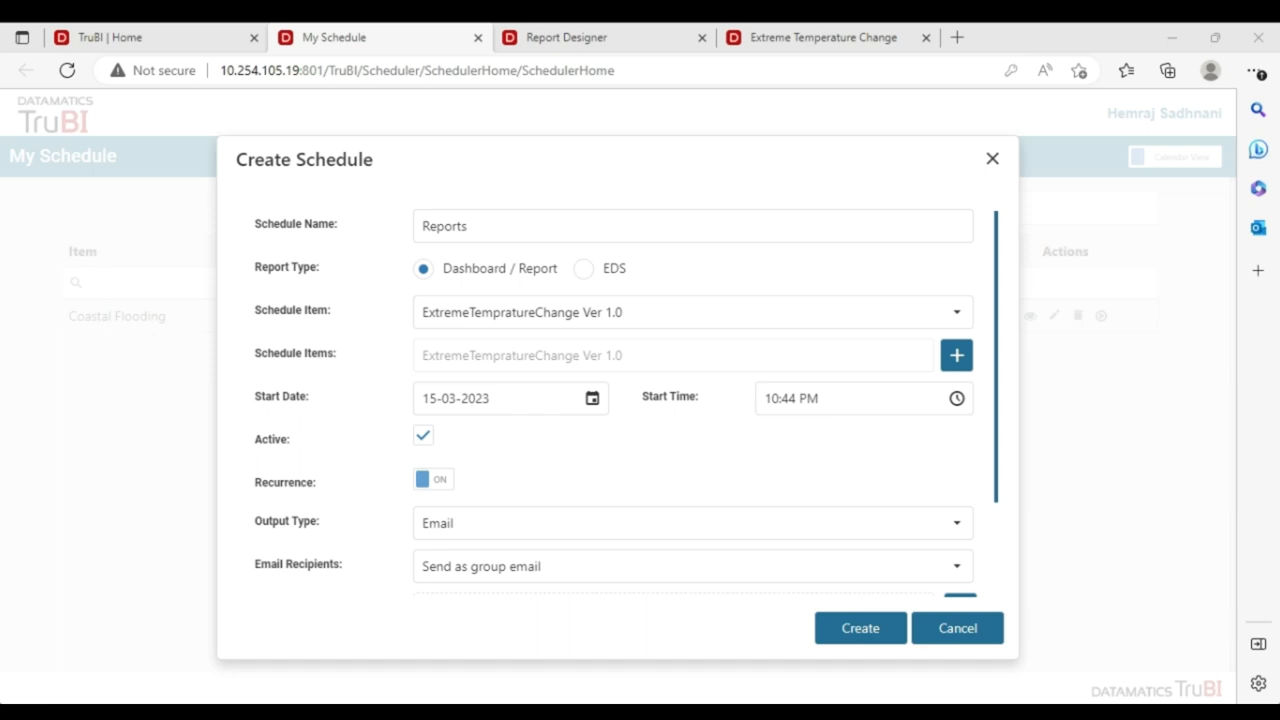 TruBI | Home
My Schedule
Report Designer
Extreme Temperature Change
Not secure
10.254.105.19:801/TruBI/Scheduler/SchedulerHome/SchedulerHome
DATAMATICS
TruBI
Hemraj Sadhnani
My Schedule
Calendar View
Create Schedule
Schedule Name:
Reports
Report Type:
Dashboard / Report
EDS
Item
Actions
Schedule Item:
ExtremeTempratureChange Ver 1.0
Coastal Flooding
Schedule Items:
ExtremeTempratureChange Ver 1.0
Start Date:
15-03-2023
Start Time:
10:44 PM
Active:
Recurrence:
ON
Output Type:
Email
Email Recipients:
Send as group email
Create
Cancel
DATAMATICS TruBI